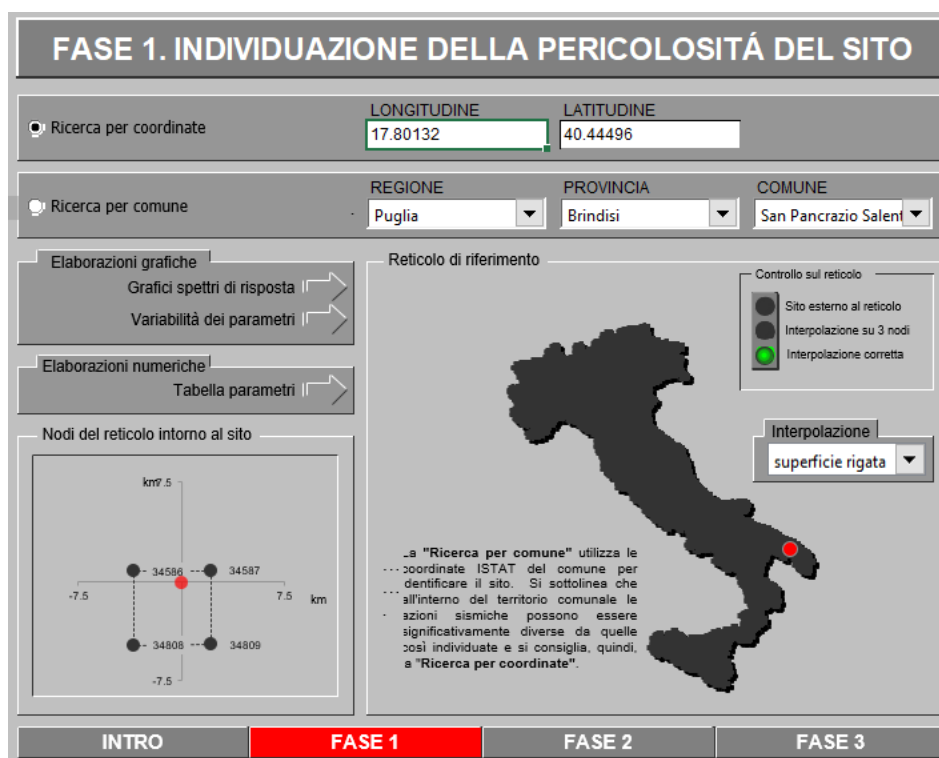 FASE 1. INDIVIDUAZIONE DELLA PERICOLOSITÁ DEL SITO
LONGITUDINE LATITUDINE
Ricerca per coordinate 17.80132 40.44496
REGIONE PROVINCIA COMUNE
Ricerca per comune Puglia Brindisi San Pancrazio Salent
Elaborazioni grafiche
Grafici spettri di risposta
Variabilità dei parametri
Elaborazioni numeriche
Tabella parametri
Nodi del reticolo intorno al sito
km 7.5
34586 34587
-7.5 7.5 km
34808 34809
-7.5
Reticolo di riferimento
Controllo sul reticolo
Sito esterno al reticolo
Interpolazione su 3 nodi
Interpolazione corretta
Interpolazione
superficie rigata
.a "Ricerca per comune" utilizza le
coordinate ISTAT del comune per
dentificare il sito. Si sottolinea che
all'interno del territorio comunale le
azioni sismiche possono essere
significativamente diverse da quelle
così individuate e si consiglia, quindi,
a "Ricerca per coordinate".
INTRO FASE 1 FASE 2 FASE 3